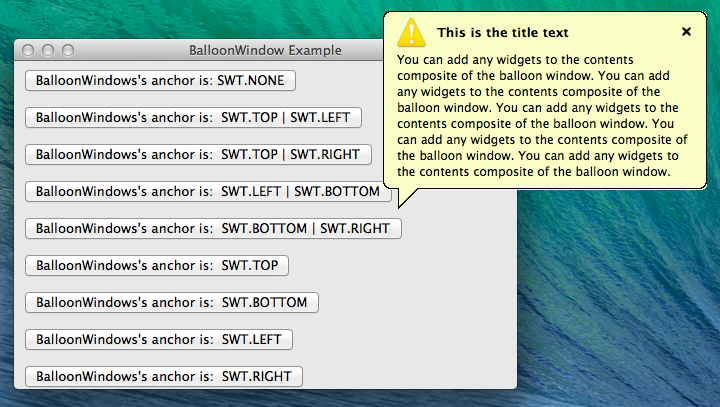 BalloonWindow Example
BalloonWindows's anchor is: SWT.NONE
BalloonWindows's anchor is:  SWT.TOP | SWT.LEFT
BalloonWindows's anchor is:  SWT.TOP | SWT.RIGHT
BalloonWindows's anchor is:  SWT.LEFT | SWT.BOTTOM
BalloonWindows's anchor is:  SWT.BOTTOM | SWT.RIGHT
BalloonWindows's anchor is:  SWT.TOP
BalloonWindows's anchor is:  SWT.BOTTOM
BalloonWindows's anchor is:  SWT.LEFT
BalloonWindows's anchor is:  SWT.RIGHT
This is the title text
You can add any widgets to the contents
composite of the balloon window. You can add
any widgets to the contents composite of the
balloon window. You can add any widgets to the
contents composite of the balloon window. You
can add any widgets to the contents composite of
the balloon window. You can add any widgets to
the contents composite of the balloon window.